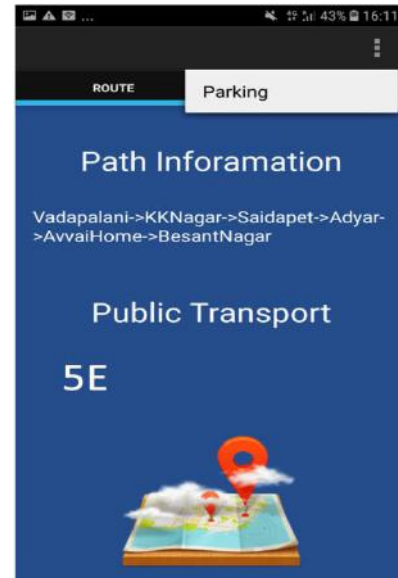 ... 43% 16:11
ROUTE
Parking
Path Inforamation
Vadapalani->KKNagar->Saidapet->Adyar-
>AvvaiHome->BesantNagar
Public Transport
5E